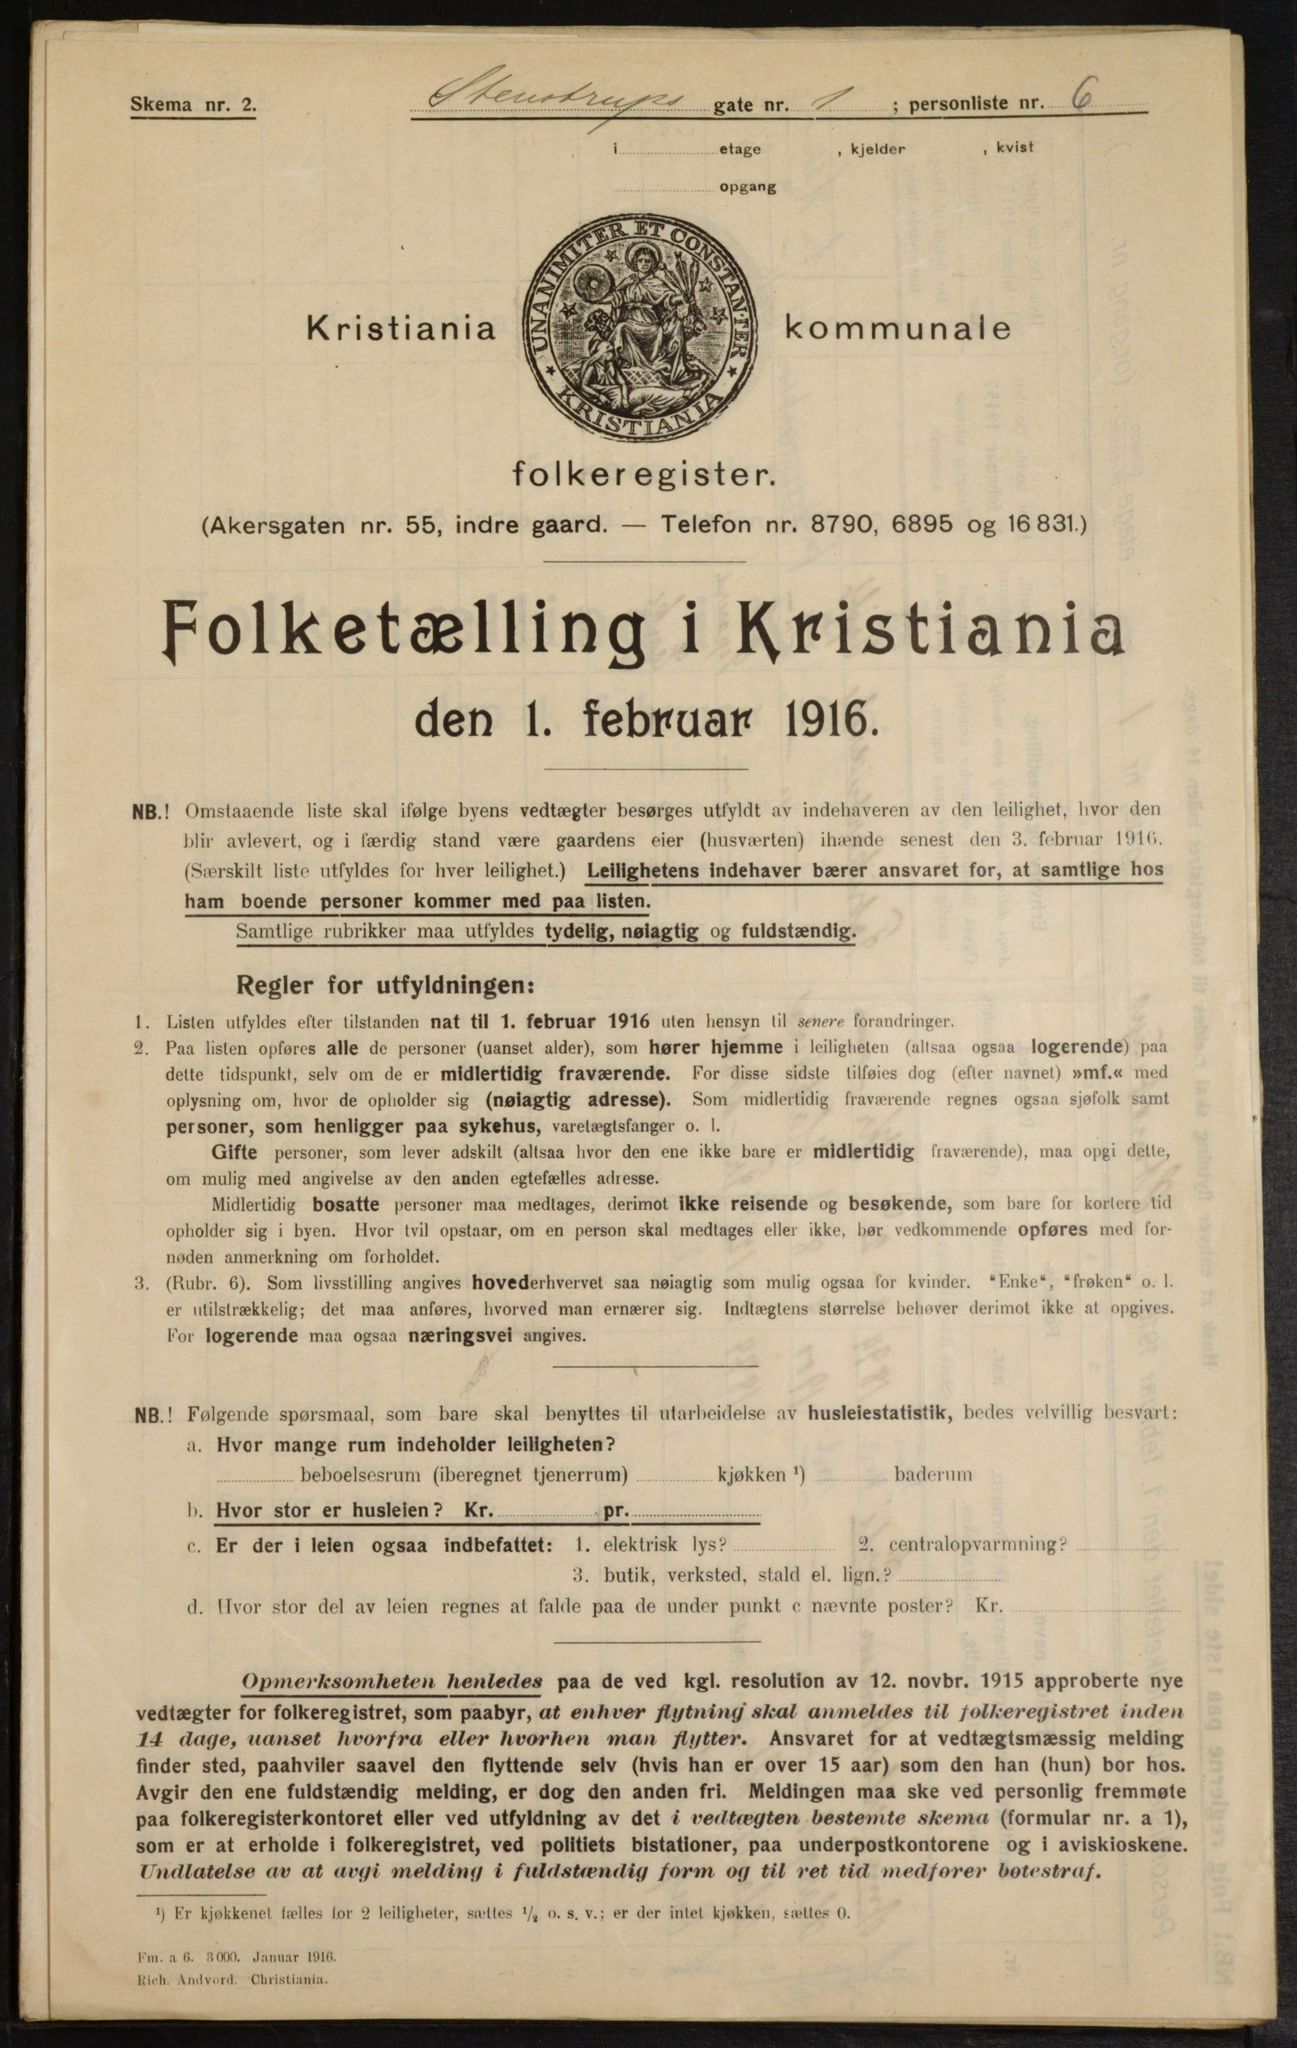 Skema nr. 2. Stenstrups gate nr. 1 ; personliste nr. 6
i etage , kjelder , kvist
opgang
UNANIMITER ET CONSTANTER
KRISTIANIA
Kristiania kommunale
folkeregister.
(Akersgaten nr. 55, indre gaard. — Telefon nr. 8790, 6895 og 16 831.)
Folketælling i Kristiania
den 1. februar 1916.
NB.! Omstaaende liste skal ifølge byens vedtægter besørges utfyldt av indehaveren av den leilighet, hvor den
blir avlevert, og i færdig stand være gaardens eier (husværten) ihænde senest den 3. februar 1916.
(Særskilt liste utfyldes for hver leilighet.) Leilighetens indehaver bærer ansvaret for, at samtlige hos
ham boende personer kommer med paa listen.
Samtlige rubrikker maa utfyldes tydelig, nøiagtig og fuldstændig.
Regler for utfyldningen:
1. Listen utfyldes efter tilstanden nat til 1. februar 1916 uten hensyn til senere forandringer.
2. Paa listen opføres alle de personer (uanset alder), som hører hjemme i leiligheten (altsaa ogsaa logerende) paa
dette tidspunkt, selv om de er midlertidig fraværende. For disse sidste tilføies dog (efter navnet) »mf.« med
oplysning om, hvor de opholder sig (nøiagtig adresse). Som midlertidig fraværende regnes ogsaa sjøfolk samt
personer, som henligger paa sykehus, varetægtsfanger o. l.
Gifte personer, som lever adskilt (altsaa hvor den ene ikke bare er midlertidig fraværende), maa opgi dette,
om mulig med angivelse av den anden egtefælles adresse.
Midlertidig bosatte personer maa medtages, derimot ikke reisende og besøkende, som bare for kortere tid
opholder sig i byen. Hvor tvil opstaar, om en person skal medtages eller ikke, bør vedkommende opføres med for-
nøden anmerkning om forholdet.
3. (Rubr. 6). Som livsstilling angives hovederhvervet saa nøiagtig som mulig ogsaa for kvinder. "Enke", "frøken" o. l.
er utilstrækkelig; det maa anføres, hvorved man ernærer sig. Indtægtens størrelse behøver derimot ikke at opgives.
For logerende maa ogsaa næringsvei angives.
NB.! Følgende spørsmaal, som bare skal benyttes til utarbeidelse av husleiestatistik, bedes velvillig besvart:
a. Hvor mange rum indeholder leiligheten?
beboelsesrum (iberegnet tjenerrum) kjøkken ¹) baderum
b. Hvor stor er husleien? Kr. pr.
c. Er der i leien ogsaa indbefattet: 1. elektrisk lys? 2. centralopvarmning?
3. butik, verksted, stald el. lign.?
d. Hvor stor del av leien regnes at falde paa de under punkt c nævnte poster? Kr.
Opmerksomheten henledes paa de ved kgl. resolution av 12. novbr. 1915 approberte nye
vedtægter for folkeregistret, som paabyr, at enhver flytning skal anmeldes til folkeregistret inden
14 dage, uanset hvorfra eller hvorhen man flytter. Ansvaret for at vedtægtsmæssig melding
finder sted, paahviler saavel den flyttende selv (hvis han er over 15 aar) som den han (hun) bor hos.
Avgir den ene fuldstændig melding, er dog den anden fri. Meldingen maa ske ved personlig fremmøte
paa folkeregisterkontoret eller ved utfyldning av det i vedtægten bestemte skema (formular nr. a 1),
som er at erholde i folkeregistret, ved politiets bistationer, paa underpostkontorene og i aviskioskene.
Undlatelse av at avgi melding i fuldstændig form og til ret tid medfører bøtestraf.
¹) Er kjøkkenet fælles for 2 leiligheter, sættes ½ o. s. v.; er der intet kjøkken, sættes 0.
Fm. a 6. 3000. Januar 1916.
Rich. Andvord. Christiania.